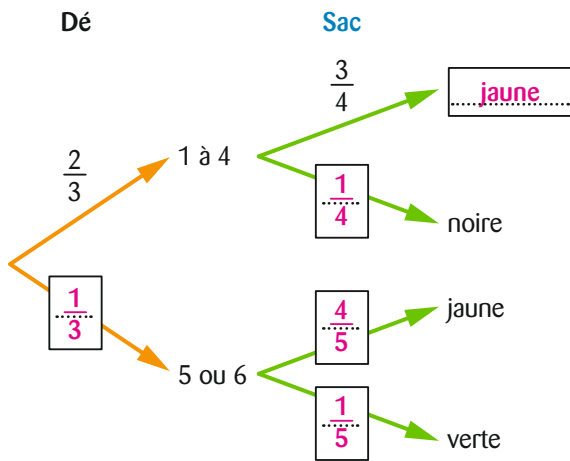 Dé Sac
3/4 jaune
2/3 1 à 4
1/4 noire
1/3 4/5 jaune
5 ou 6
1/5 verte